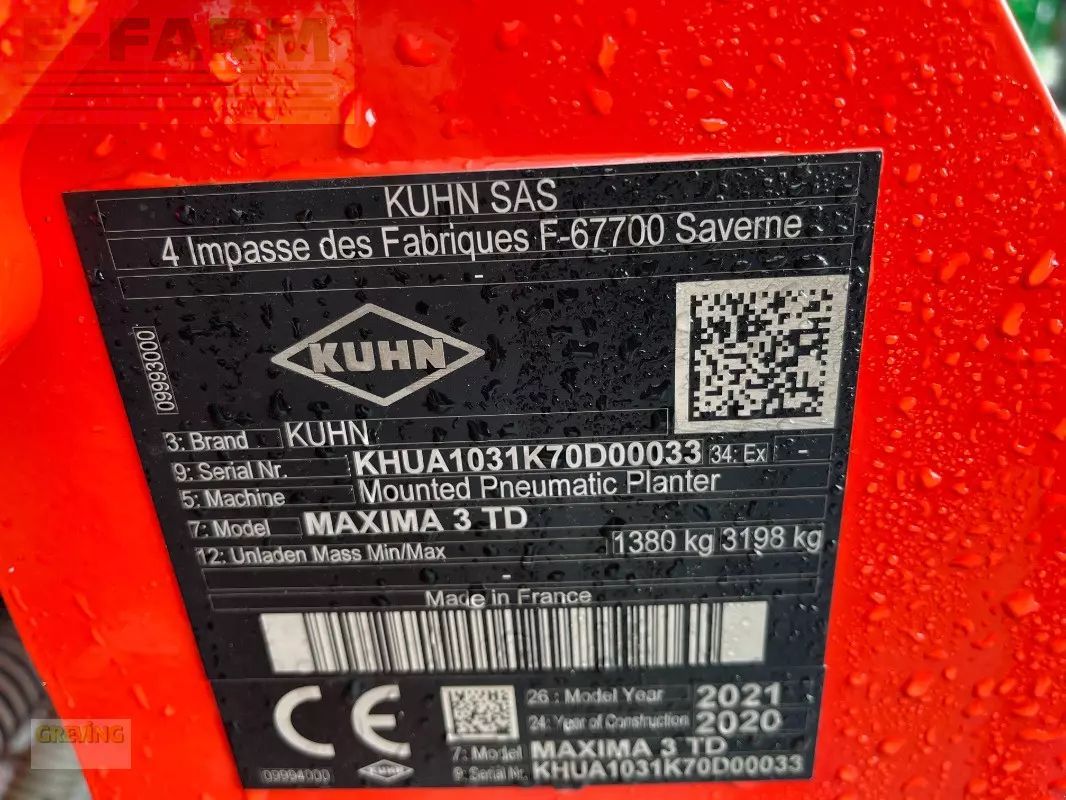 E-FARM
KUHN SAS
4 Impasse des Fabriques F-67700 Saverne
-
09993000
KUHN
3: Brand KUHN
9: Serial Nr. KHUA1031K70D00033 34: Ex -
5: Machine Mounted Pneumatic Planter
7: Model MAXIMA 3 TD
12: Unladen Mass Min/Max 1380 kg 3198 kg
-
Made in France
CE
26 : Model Year 2021
24: Year of Construction 2020
7: Model MAXIMA 3 TD
9: Serial Nr. KHUA1031K70D00033
09994000
KUHN
GREVING